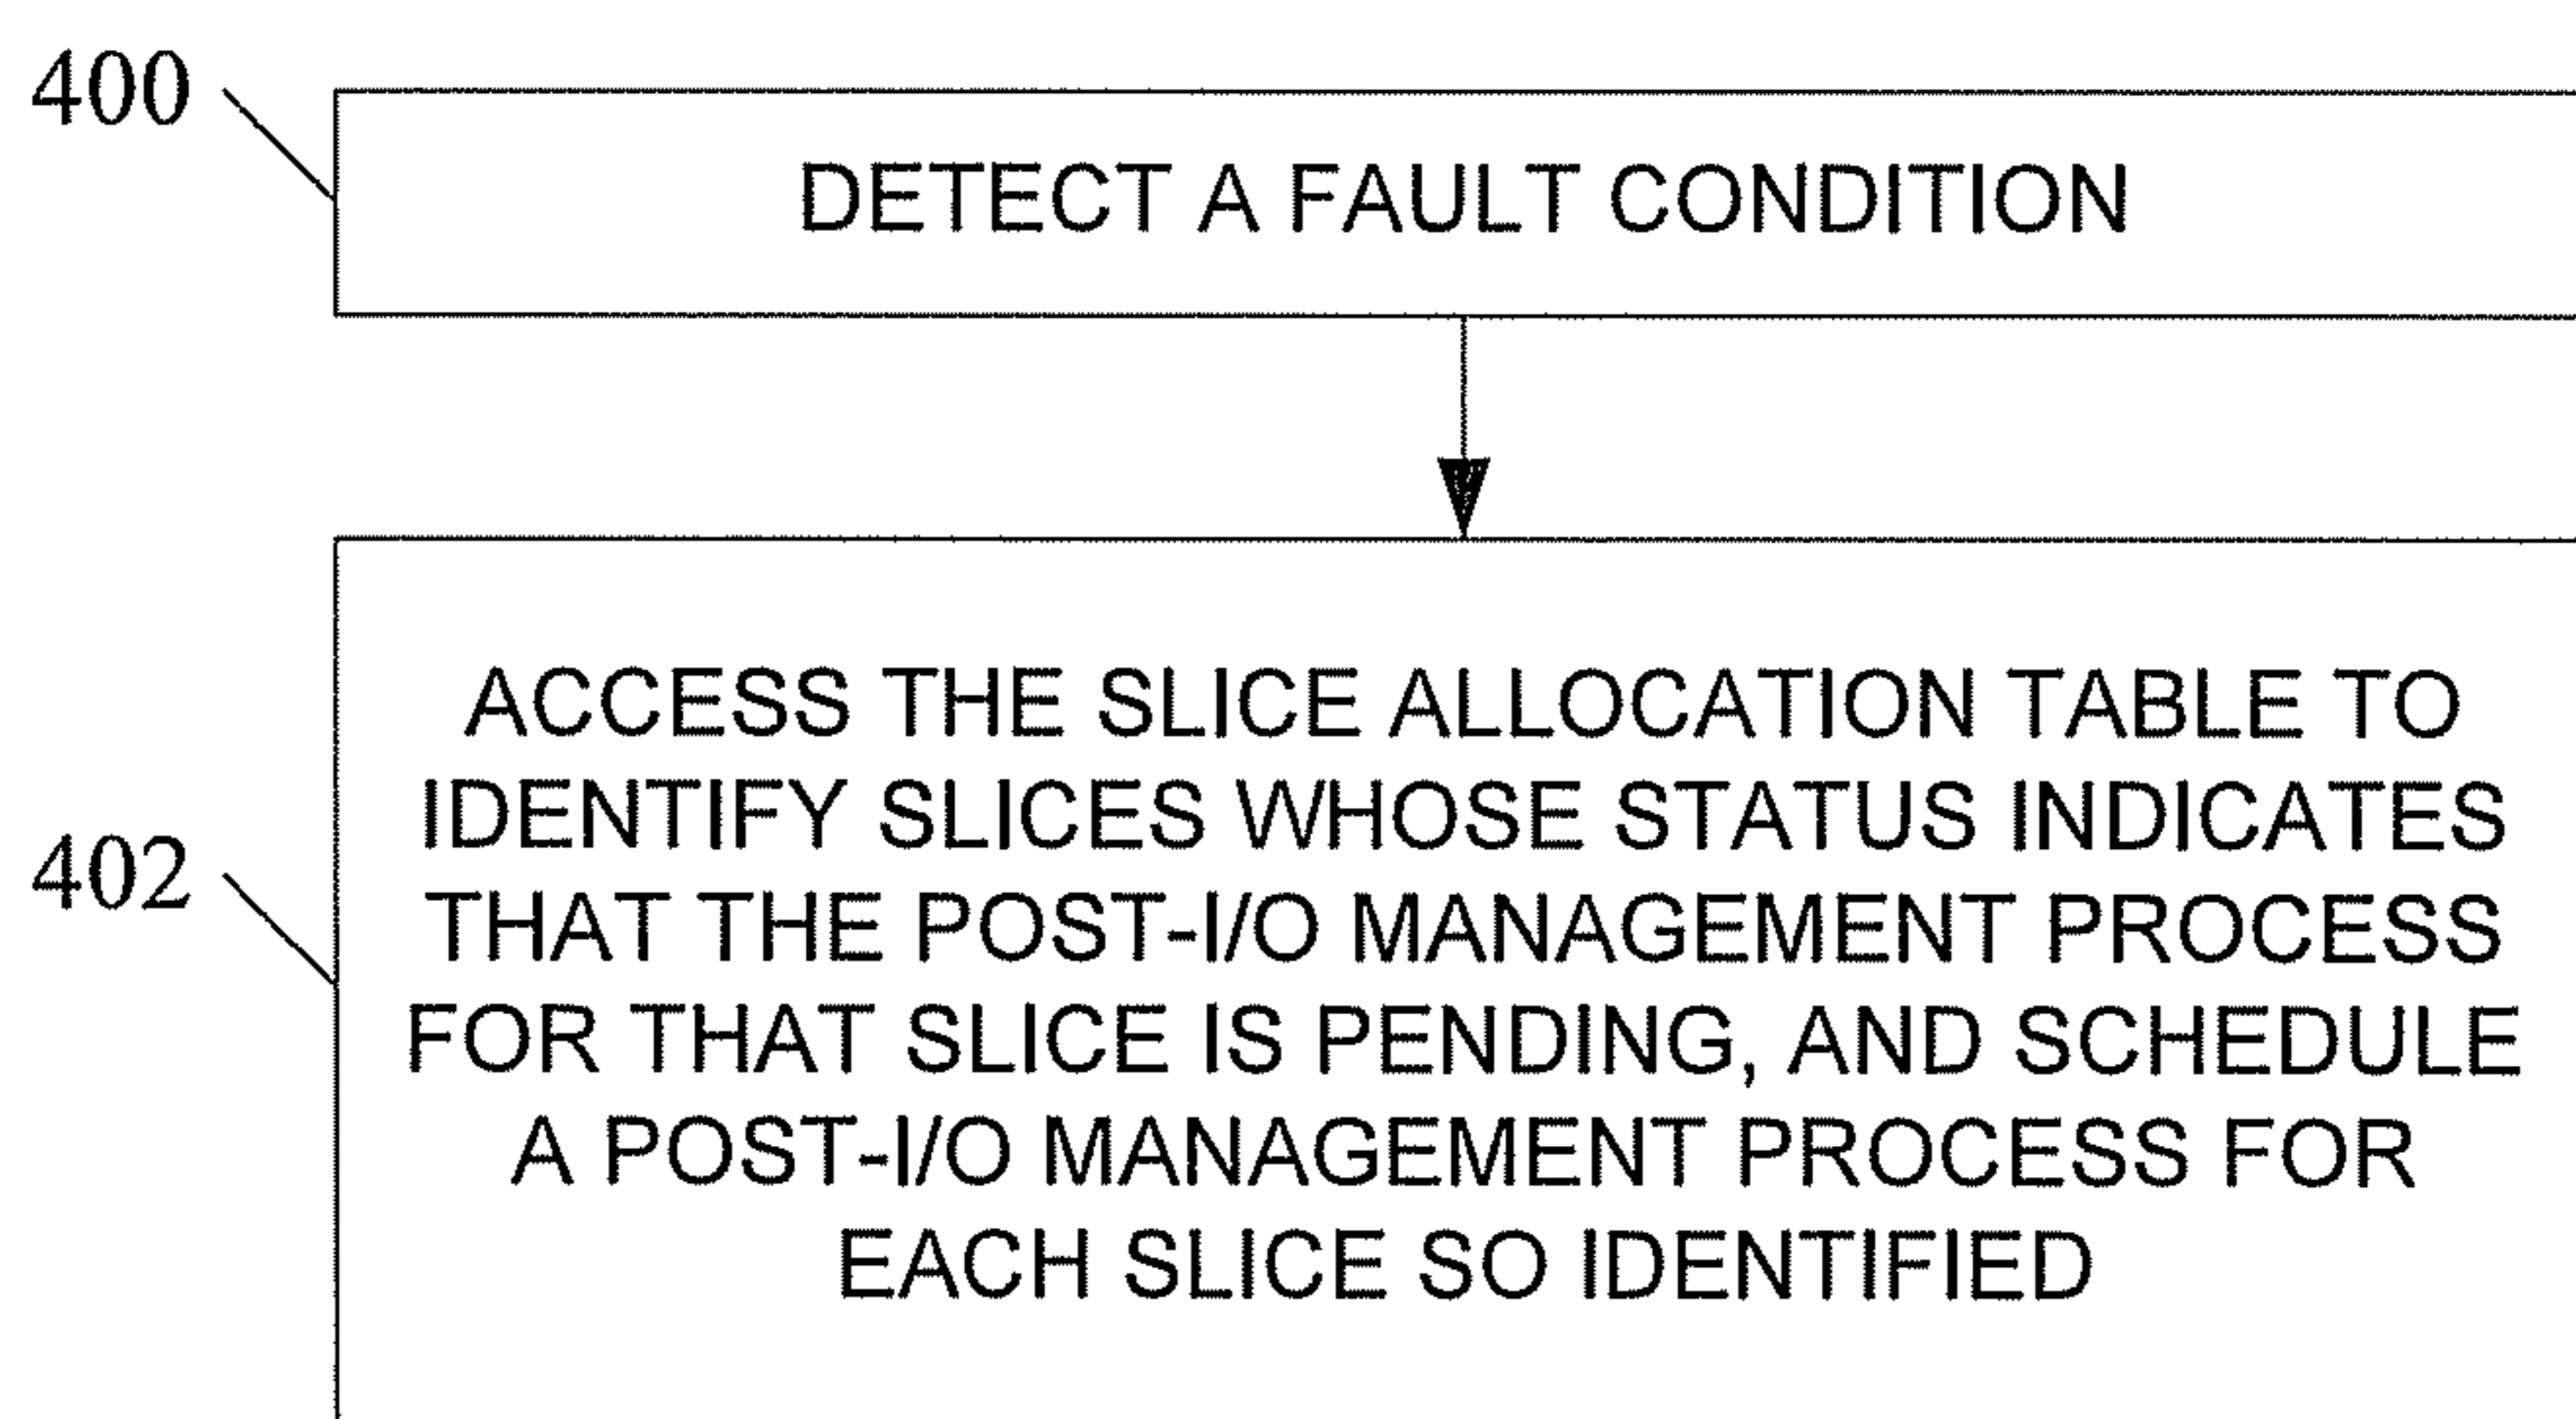 400
DETECT A FAULT CONDITION
402
ACCESS THE SLICE ALLOCATION TABLE TO
IDENTIFY SLICES WHOSE STATUS INDICATES
THAT THE POST-I/O MANAGEMENT PROCESS
FOR THAT SLICE IS PENDING, AND SCHEDULE
A POST-I/O MANAGEMENT PROCESS FOR
EACH SLICE SO IDENTIFIED